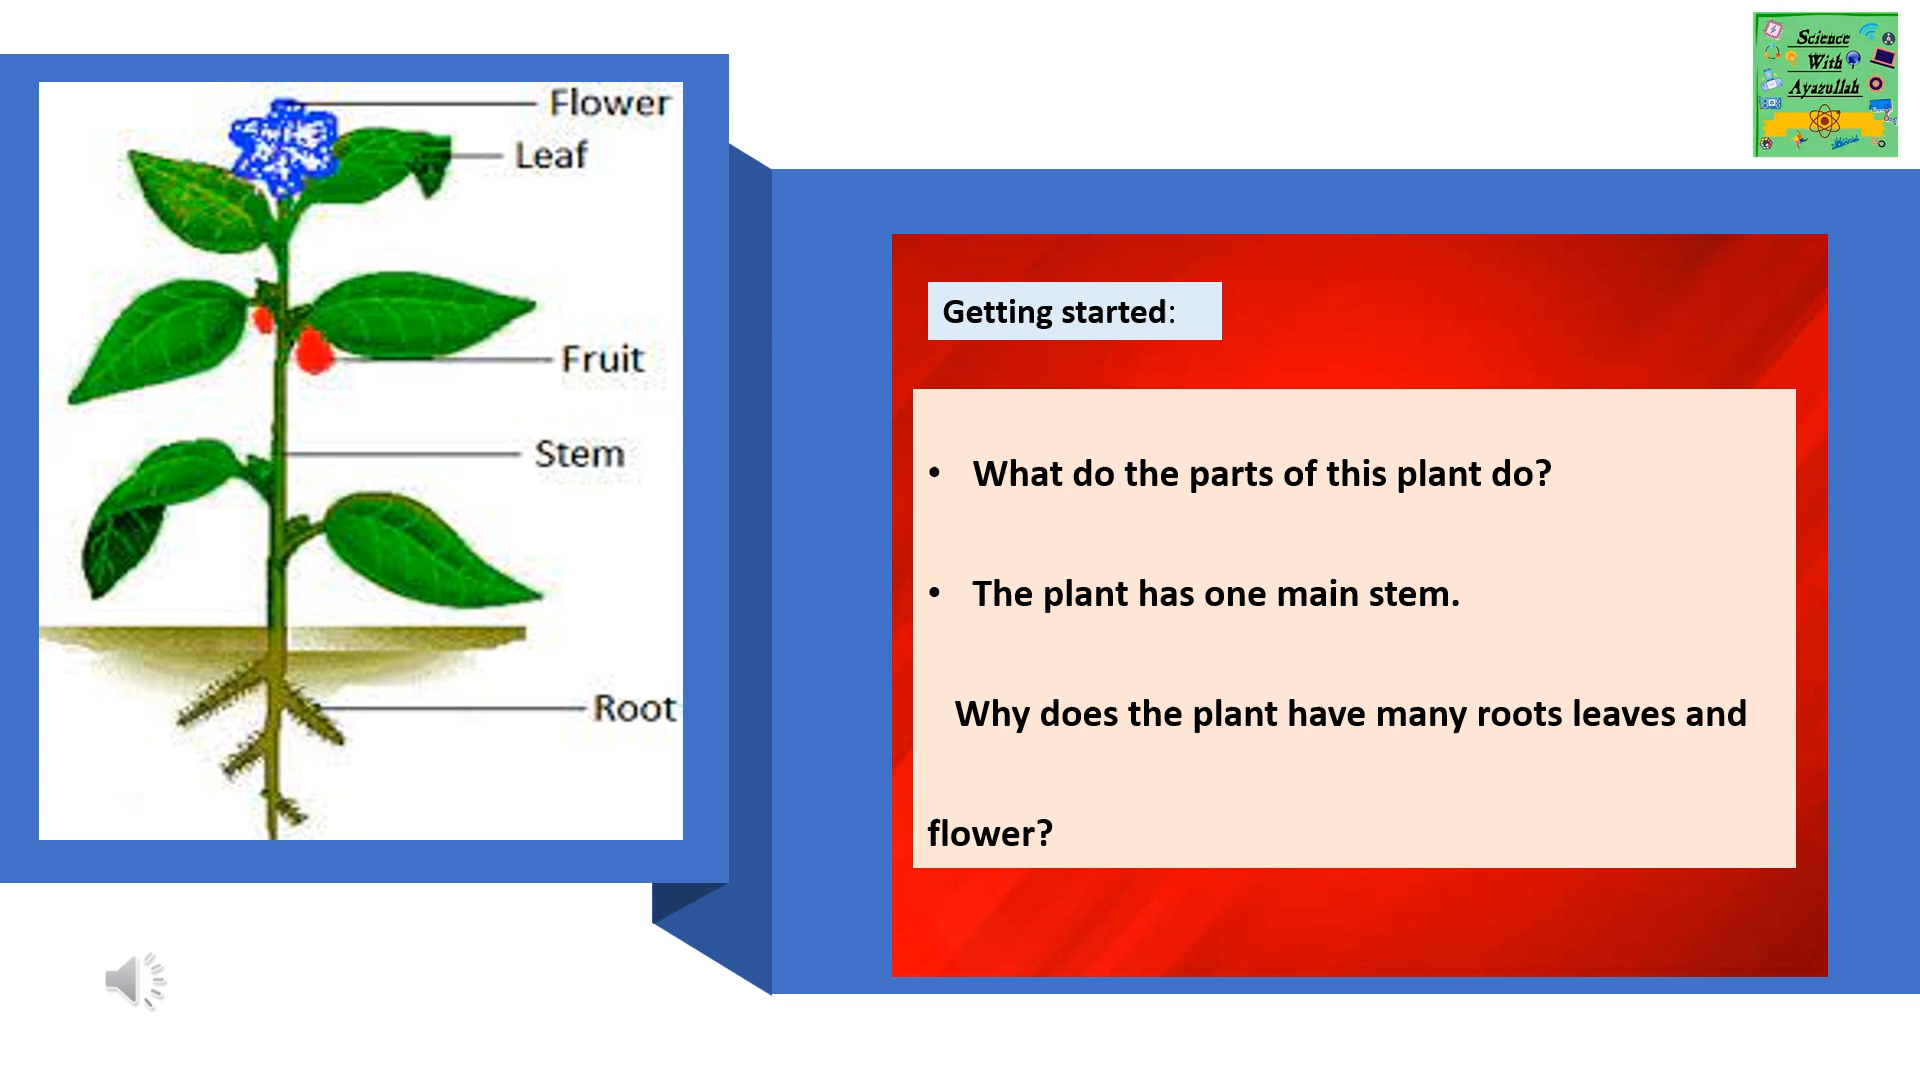 Science
With
Ayazullah
Flower
Leaf
Fruit
Stem
Root
Getting started:
• What do the parts of this plant do?
• The plant has one main stem.
Why does the plant have many roots leaves and
flower?